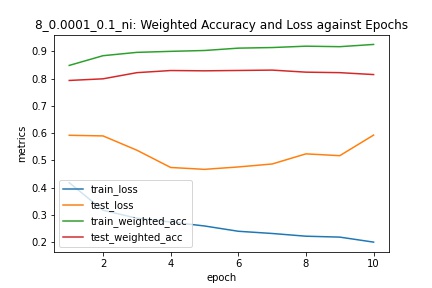 8_0.0001_0.1_ni: Weighted Accuracy and Loss against Epochs
0.9
0.8
0.7
0.6
0.5
0.4
0.3
0.2
metrics
train_loss
test_loss
train_weighted_acc
test_weighted_acc
2
4
6
8
10
epoch